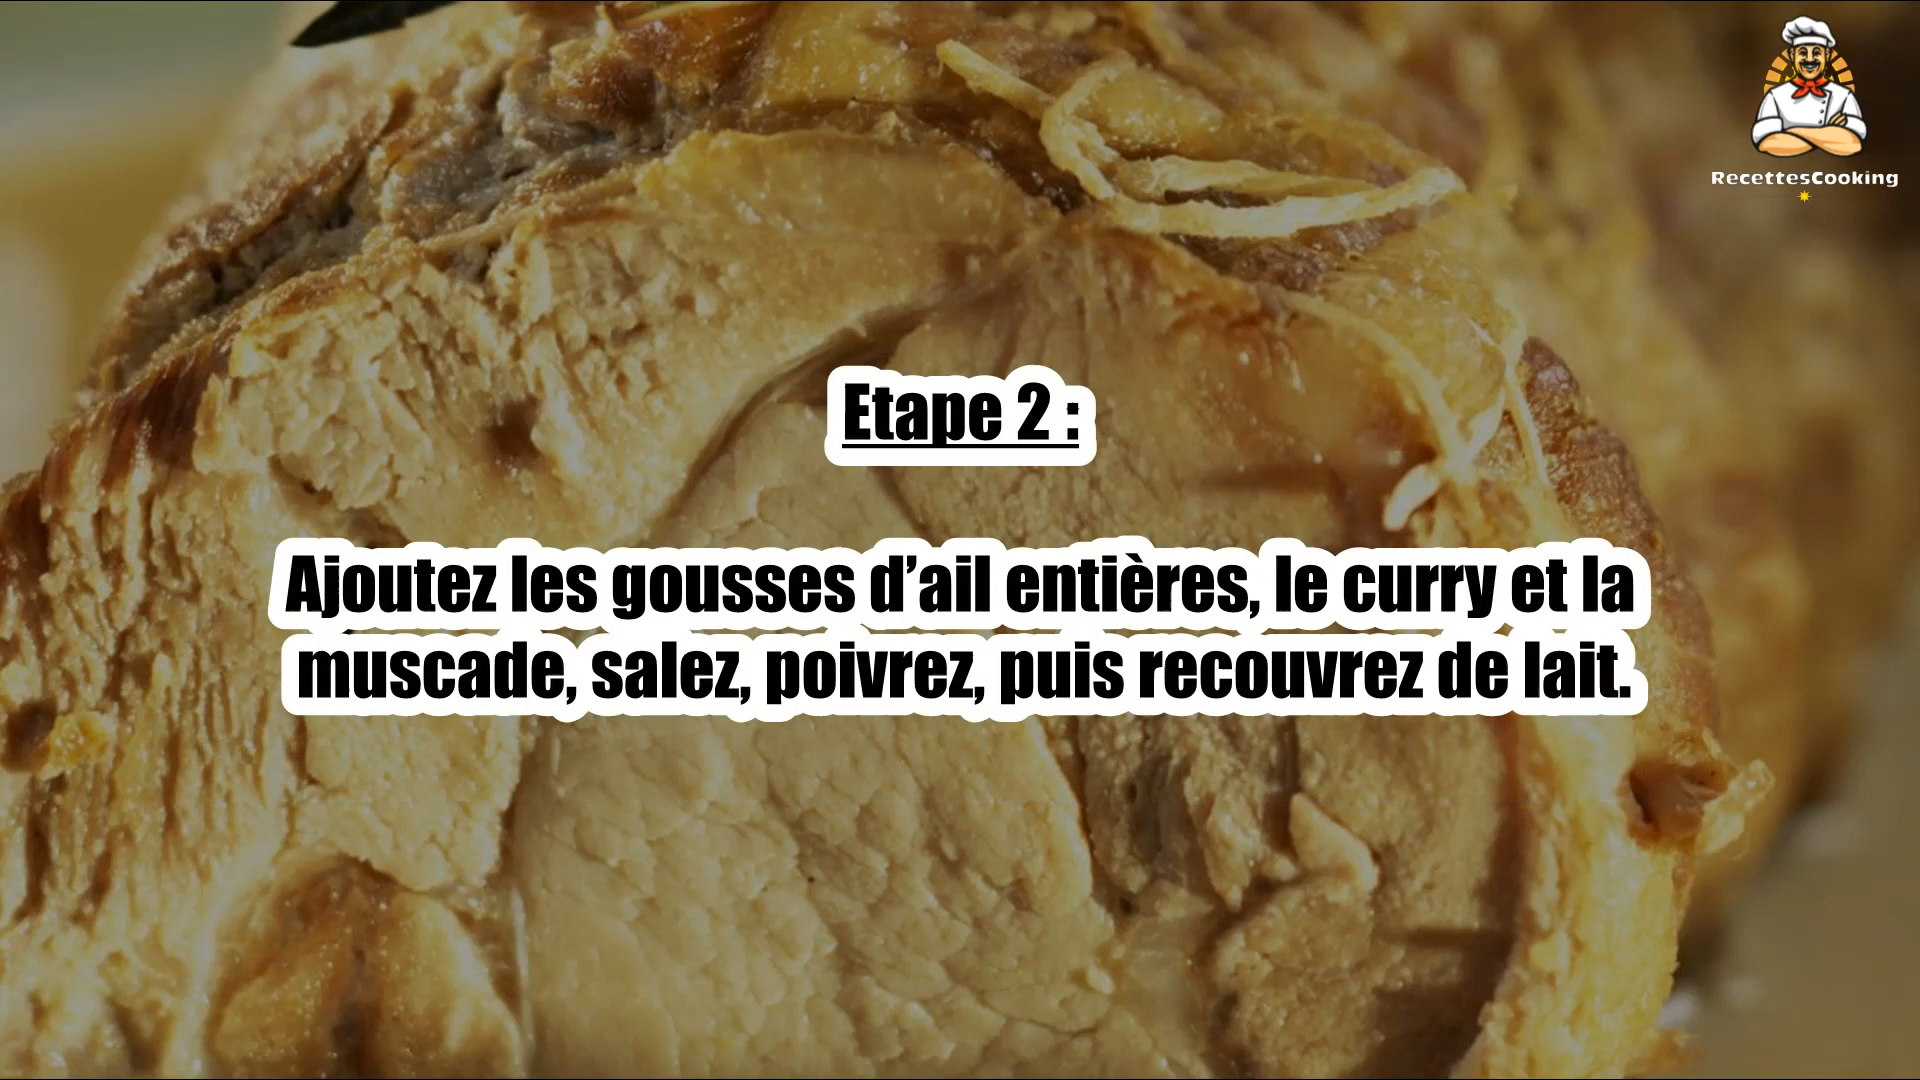 RecettesCooking
Etape 2 :
Ajoutez les gousses d’ail entières, le curry et la
muscade, salez, poivrez, puis recouvrez de lait.